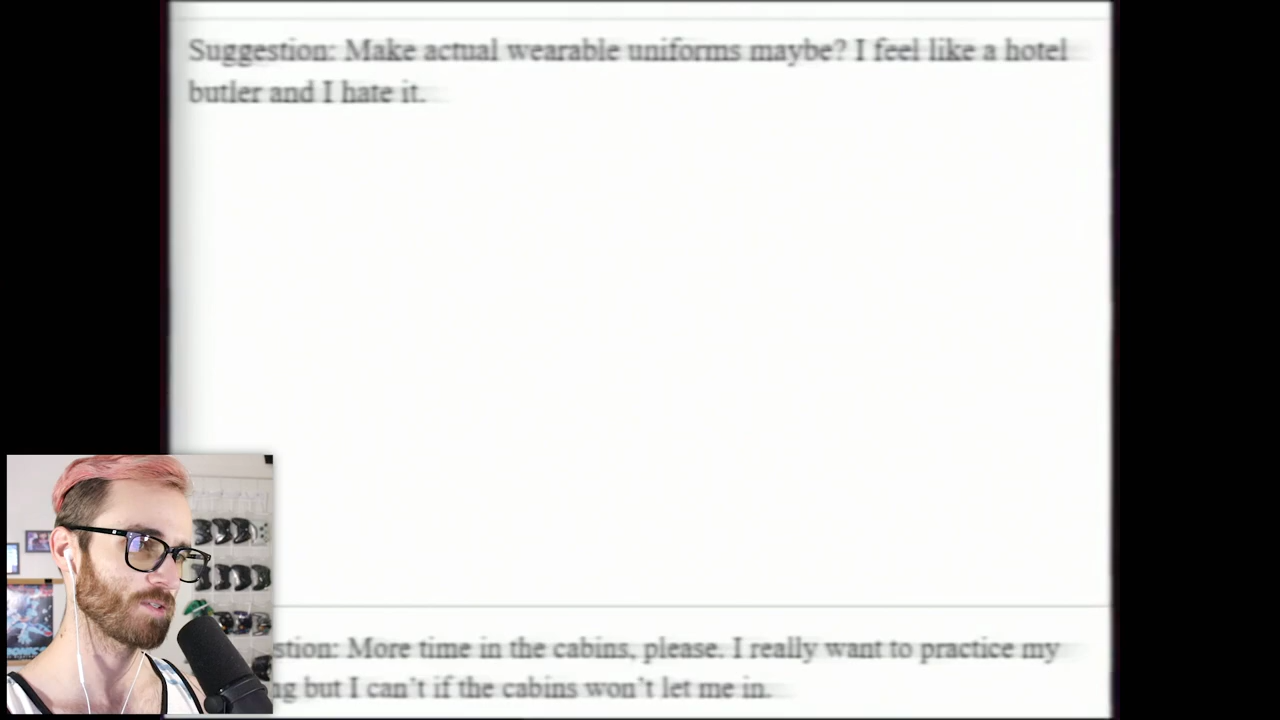 Suggestion: Make actual wearable uniforms maybe? I feel like a hotel
butler and I hate it.
stion: More time in the cabins, please. I really want to practice my
ng but I can't if the cabins won't let me in.